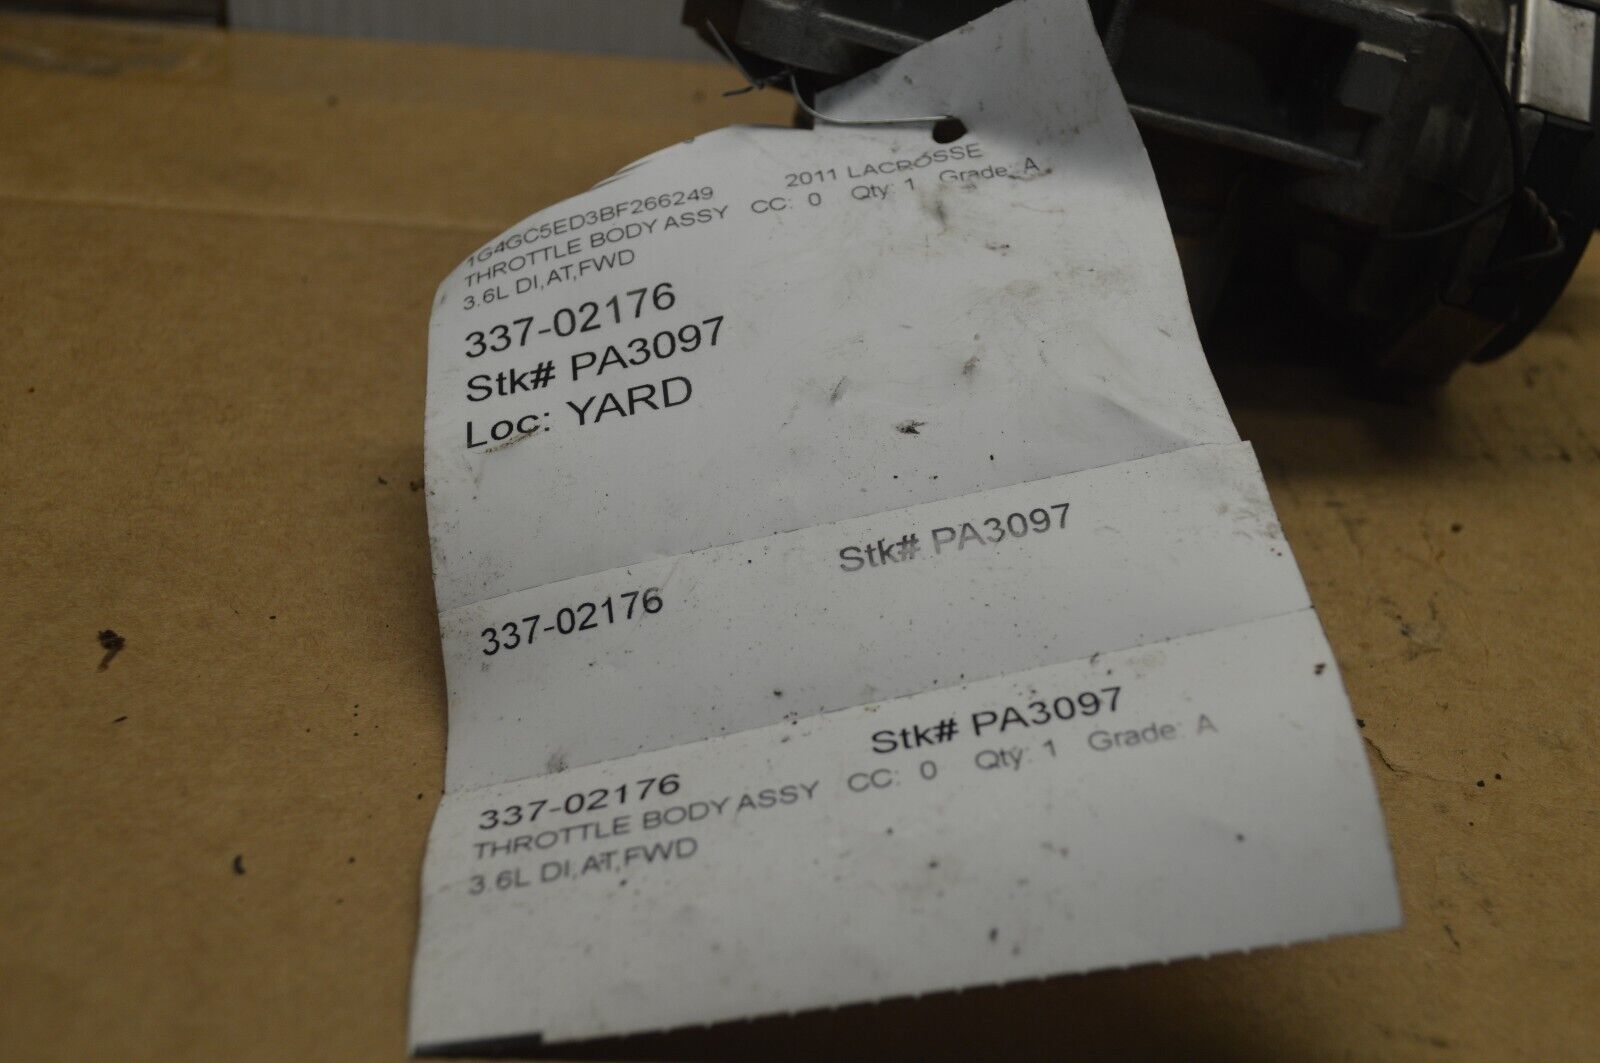 1G4GC5ED3BF266249 2011 LACROSSE
THROTTLE BODY ASSY CC: 0 Qty: 1 Grade: A
3.6L DI,AT,FWD
337-02176
Stk# PA3097
Loc: YARD
337-02176 Stk# PA3097
337-02176 Stk# PA3097
THROTTLE BODY ASSY CC: 0 Qty: 1 Grade: A
3.6L DI,AT,FWD